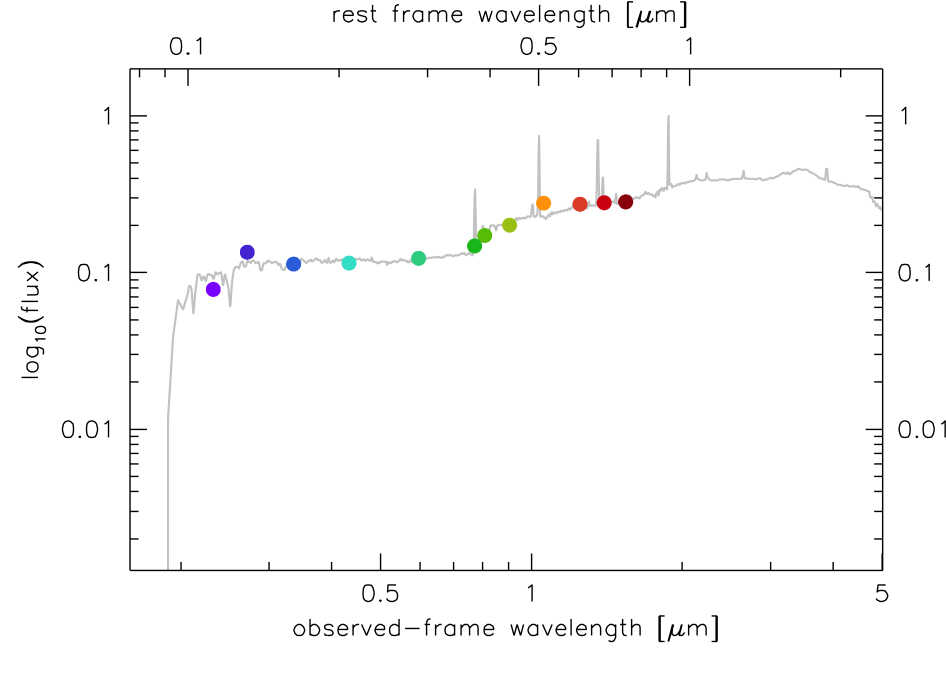 rest frame wavelength [μm]
0.1 0.5 1
1 1
0.1 0.1
0.01 0.01
log10(flux)
0.5 1 5
observed−frame wavelength [μm]